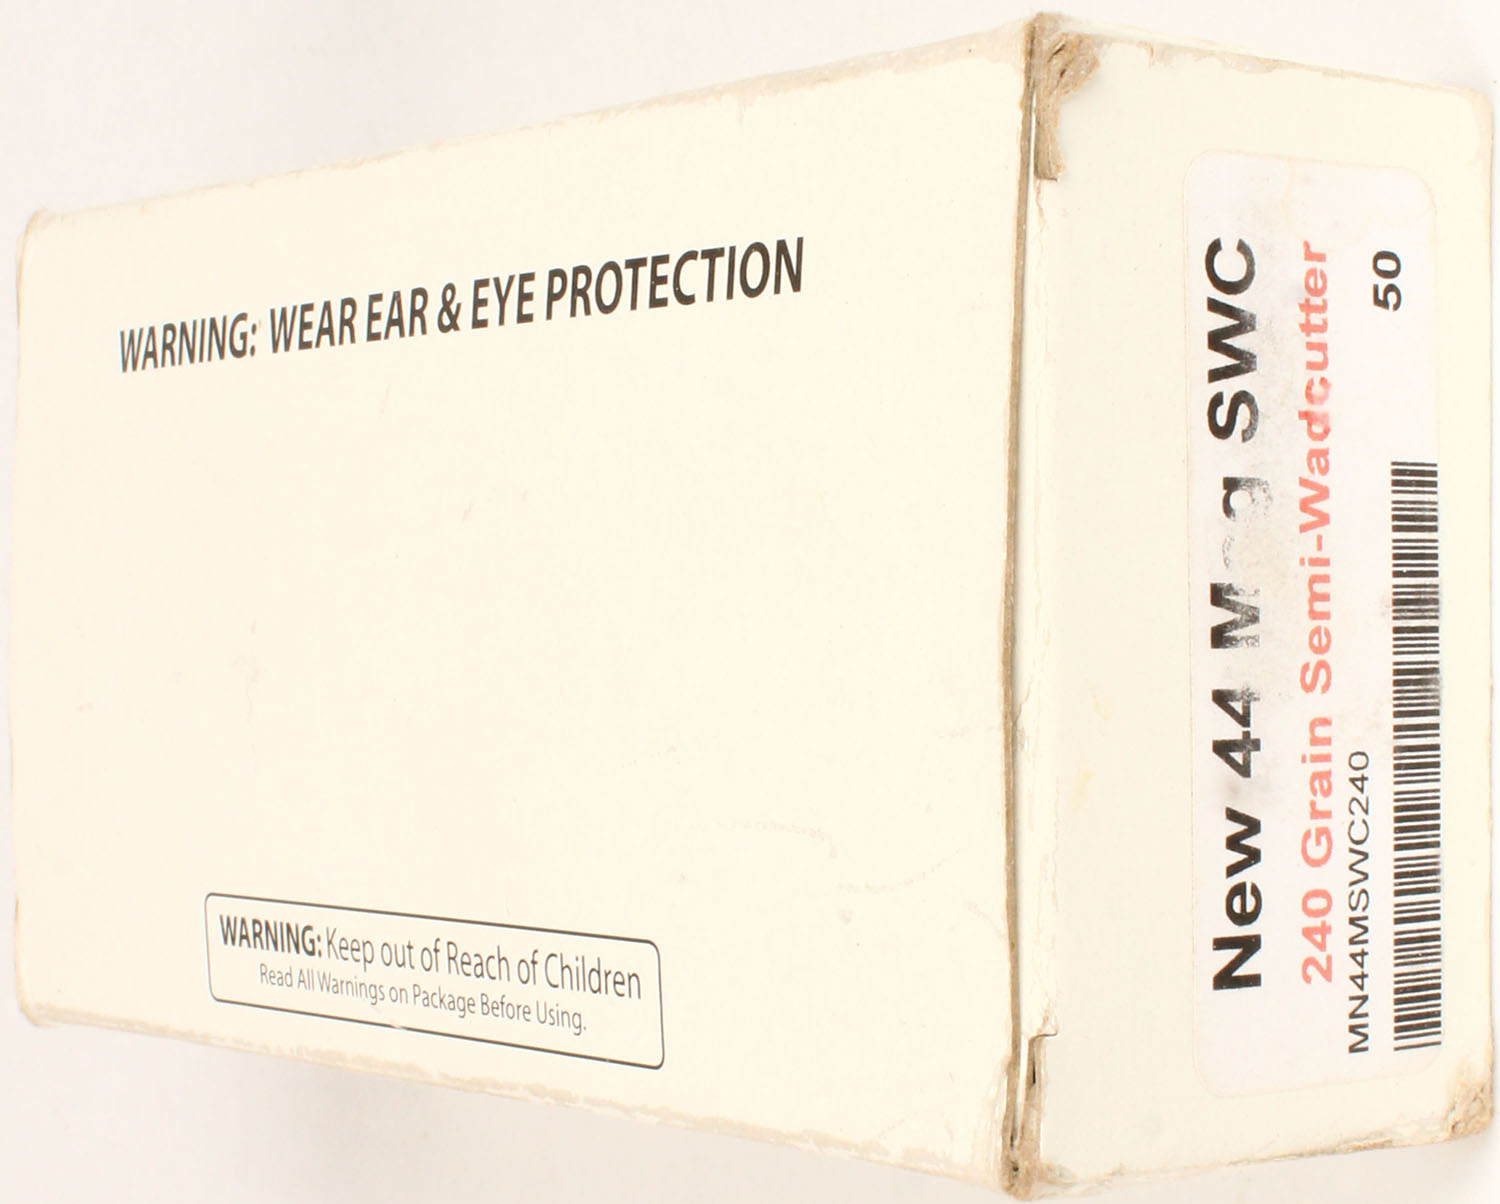 WARNING: WEAR EAR & EYE PROTECTION
WARNING: Keep out of Reach of Children
Read All Warnings on Package Before Using.
New 44 Mag SWC
240 Grain Semi-Wadcutter
MN44MSWC240
50